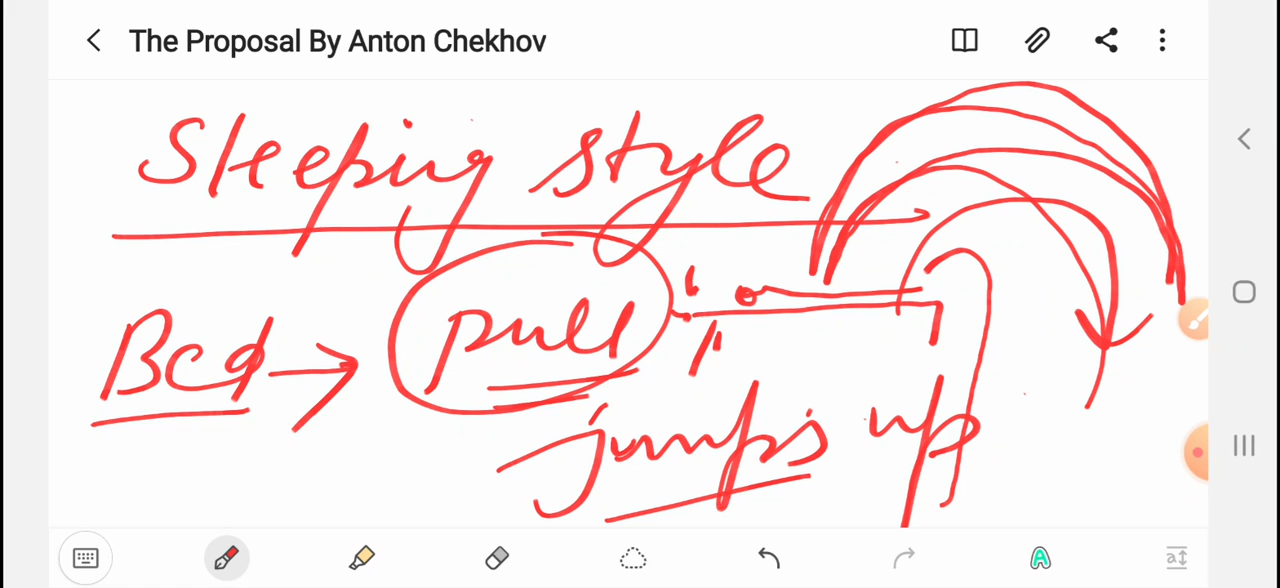 The Proposal By Anton Chekhov
Sleeping style
Bed → pull
jumps up